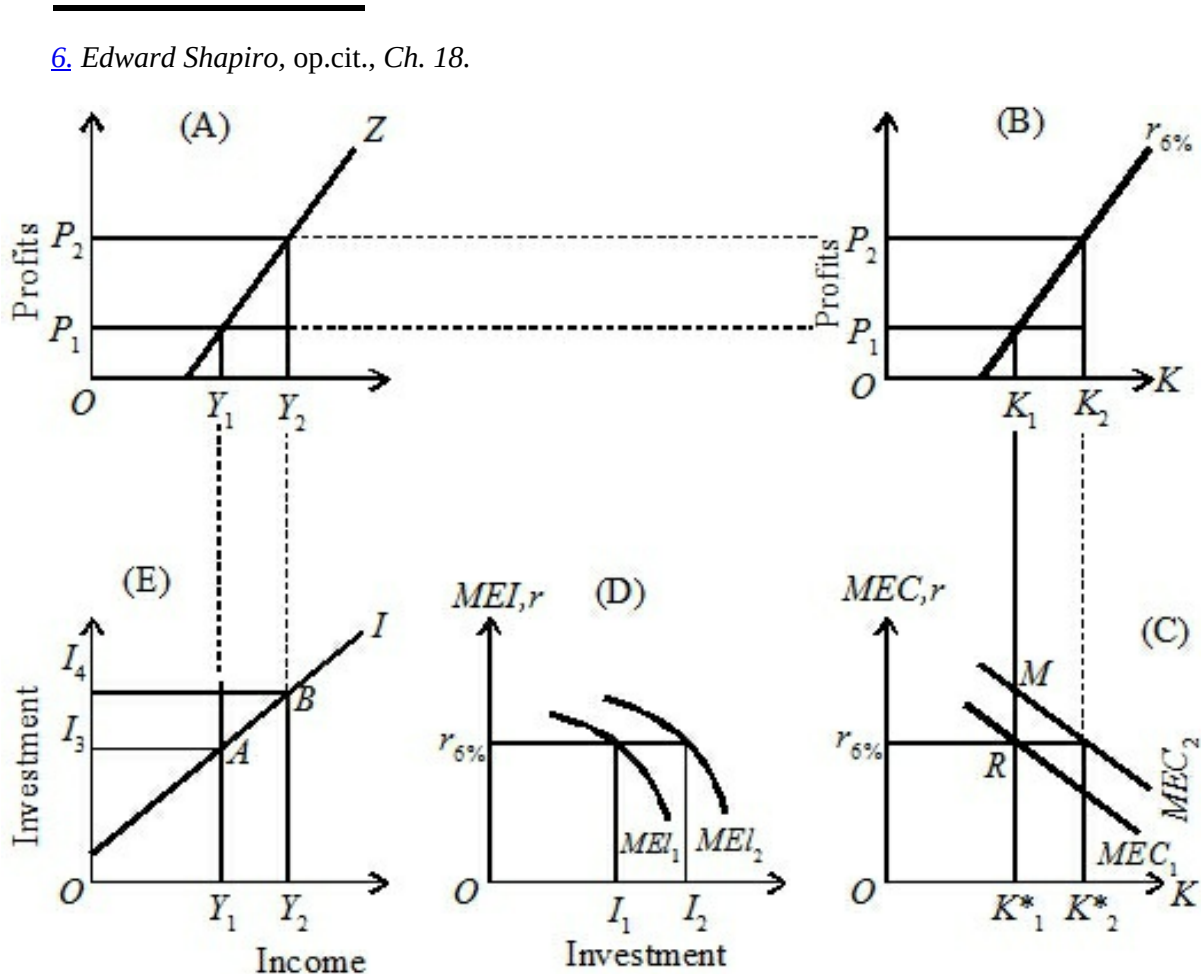 6. Edward Shapiro, op.cit., Ch. 18.
(A)
Z
Profits
P2
P1
O
Y1
Y2
(B)
r6%
Profits
P2
P1
O
K1
K2
K
(E)
I
Investment
I4
I3
B
A
O
Y1
Y2
Income
MEI,r
(D)
r6%
MEI1
MEI2
O
I1
I2
Investment
MEC,r
(C)
M
r6%
R
MEC2
MEC1
O
K*1
K*2
K